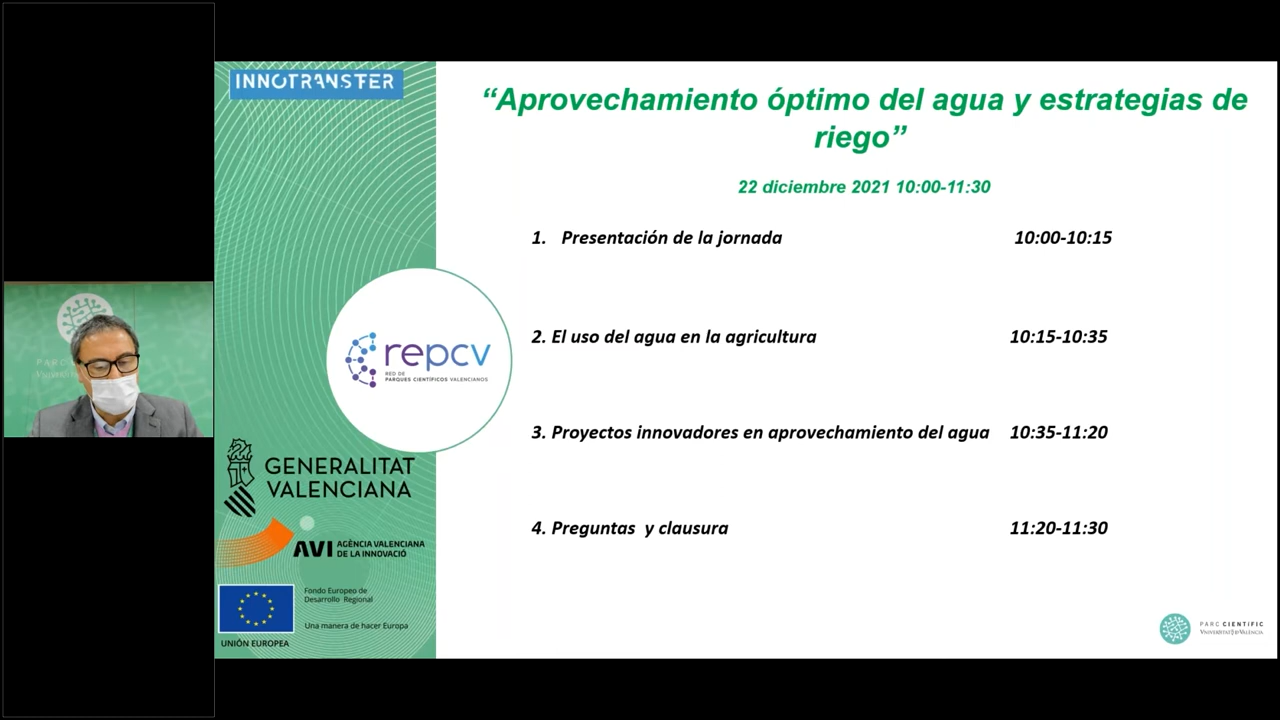 INNOTRANSFER
“Aprovechamiento óptimo del agua y estrategias de
riego”
22 diciembre 2021 10:00-11:30
1. Presentación de la jornada 10:00-10:15
2. El uso del agua en la agricultura 10:15-10:35
3. Proyectos innovadores en aprovechamiento del agua 10:35-11:20
4. Preguntas y clausura 11:20-11:30
repcv
RED DE
PARQUES CIENTÍFICOS VALENCIANOS
GENERALITAT
VALENCIANA
AVI AGÈNCIA VALENCIANA
DE LA INNOVACIÓ
Fondo Europeo de
Desarrollo Regional
Una manera de hacer Europa
UNIÓN EUROPEA
PARC CIENTÍFIC
VNIVERSITAT D VALÈNCIA
PARC